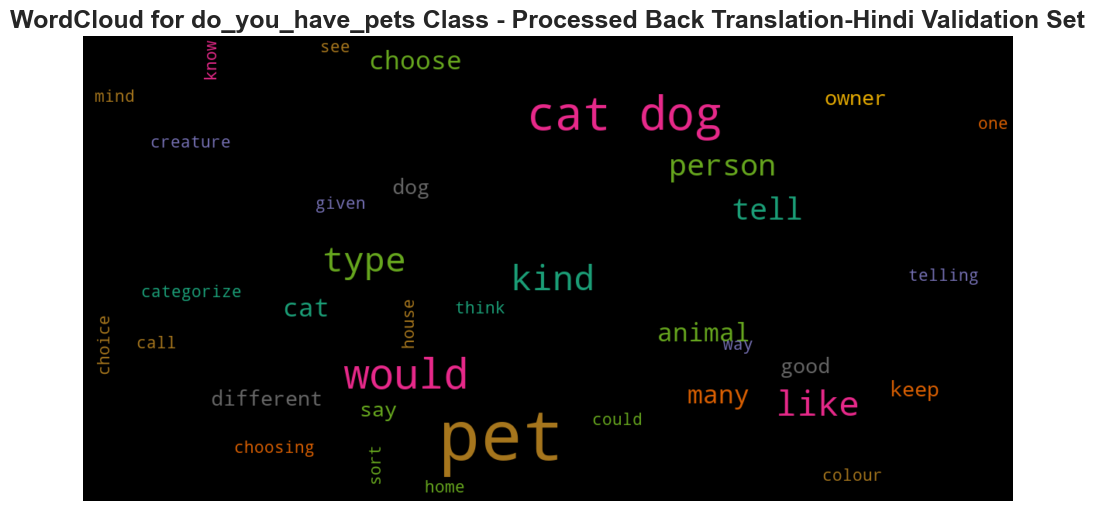 WordCloud for do_you_have_pets Class - Processed Back Translation-Hindi Validation Set
see
know
choose
mind
owner
cat dog
one
creature
person
dog
given
tell
type
kind
telling
categorize
cat
house
think
choice
call
animal
way
would
good
different
many
like
keep
say
could
pet
choosing
sort
home
colour